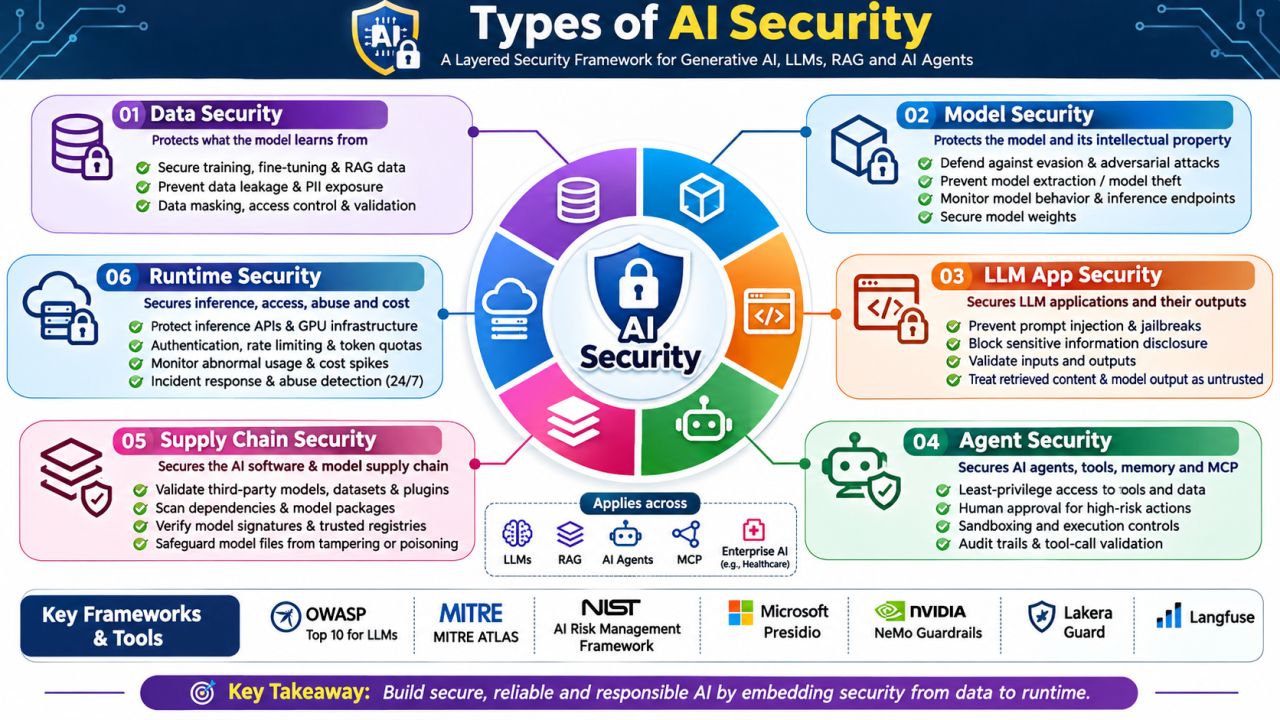 AI
Types of AI Security
A Layered Security Framework for Generative AI, LLMs, RAG and AI Agents
01 Data Security
Protects what the model learns from
Secure training, fine-tuning & RAG data
Prevent data leakage & PII exposure
Data masking, access control & validation
02 Model Security
Protects the model and its intellectual property
Defend against evasion & adversarial attacks
Prevent model extraction / model theft
Monitor model behavior & inference endpoints
Secure model weights
06 Runtime Security
Secures inference, access, abuse and cost
Protect inference APIs & GPU infrastructure
Authentication, rate limiting & token quotas
Monitor abnormal usage & cost spikes
Incident response & abuse detection (24/7)
AI
Security
03 LLM App Security
Secures LLM applications and their outputs
Prevent prompt injection & jailbreaks
Block sensitive information disclosure
Validate inputs and outputs
Treat retrieved content & model output as untrusted
05 Supply Chain Security
Secures the AI software & model supply chain
Validate third-party models, datasets & plugins
Scan dependencies & model packages
Verify model signatures & trusted registries
Safeguard model files from tampering or poisoning
04 Agent Security
Secures AI agents, tools, memory and MCP
Least-privilege access to tools and data
Human approval for high-risk actions
Sandboxing and execution controls
Audit trails & tool-call validation
Applies across
LLMs
RAG
AI Agents
MCP
Enterprise AI
(e.g., Healthcare)
Key Frameworks
& Tools
OWASP
Top 10 for LLMs
MITRE
MITRE ATLAS
NIST
AI Risk Management
Framework
Microsoft
Presidio
NVIDIA
NeMo Guardrails
Lakera
Guard
Langfuse
Key Takeaway: Build secure, reliable and responsible AI by embedding security from data to runtime.